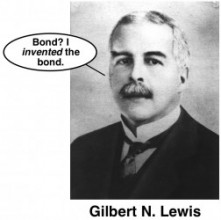 Bond? I
invented the
bond.
Gilbert N. Lewis